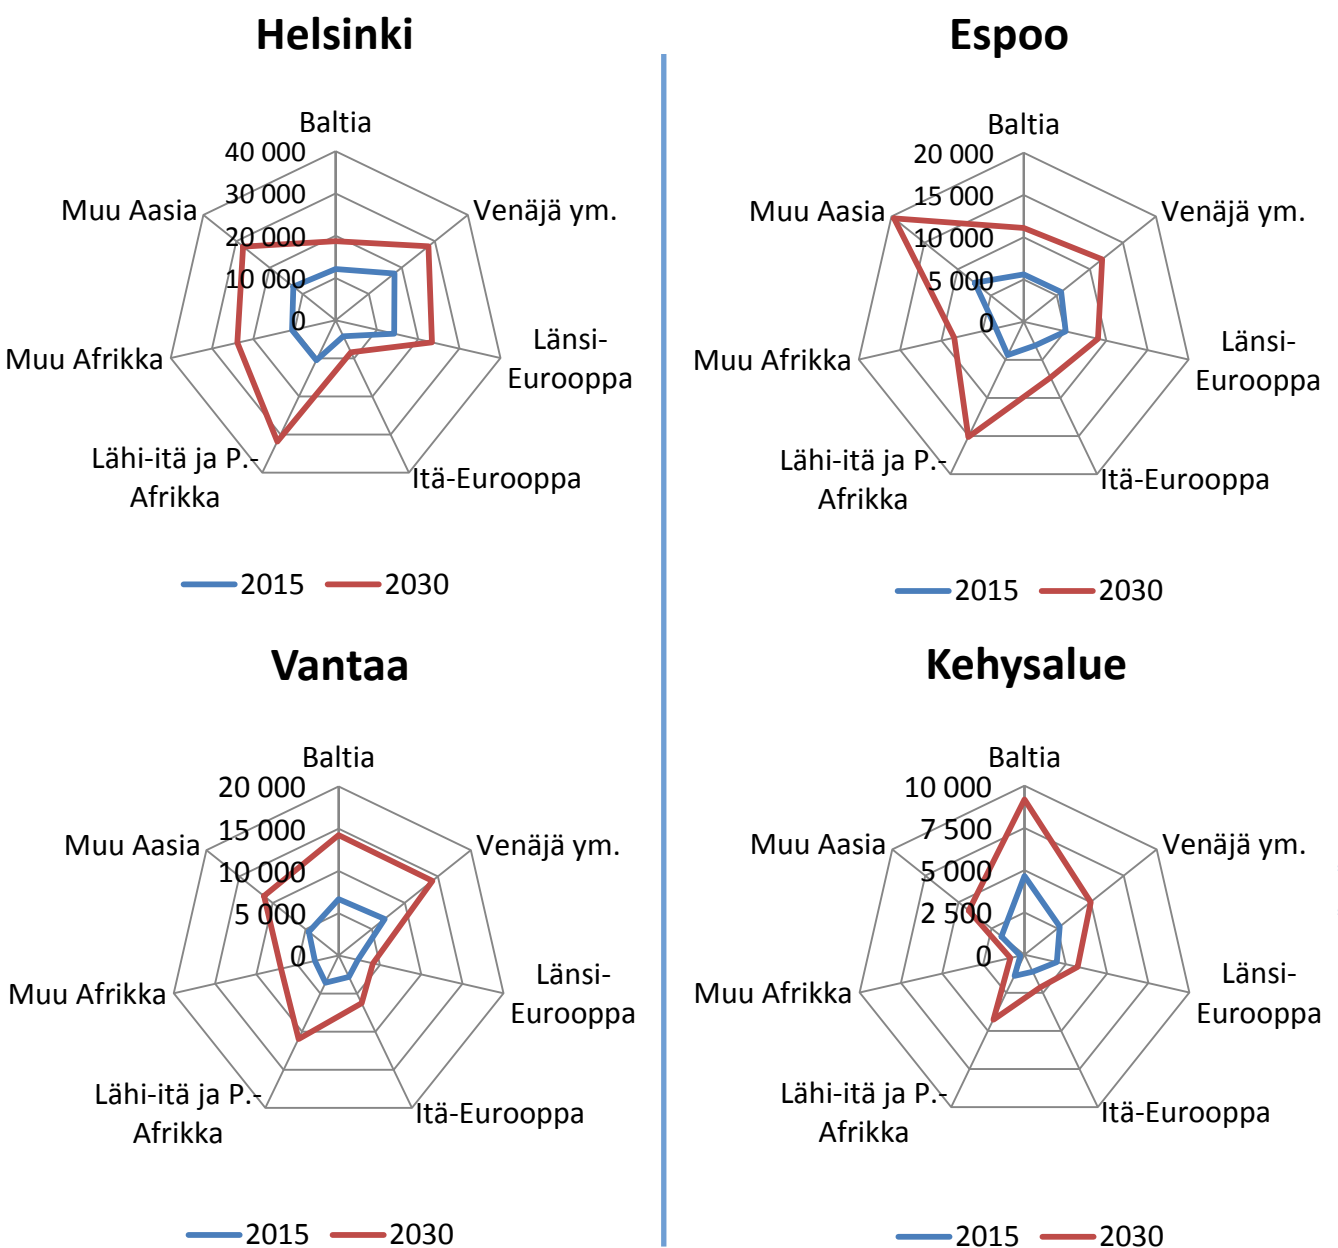 Helsinki
Baltia
40 000
30 000
20 000
10 000
0
Venäjä ym.
Länsi-
Eurooppa
Itä-Eurooppa
Lähi-itä ja P.-
Afrikka
Muu Afrikka
Muu Aasia
2015
2030
Espoo
Baltia
20 000
15 000
10 000
5 000
0
Venäjä ym.
Länsi-
Eurooppa
Itä-Eurooppa
Lähi-itä ja P.-
Afrikka
Muu Afrikka
Muu Aasia
2015
2030
Vantaa
Baltia
20 000
15 000
10 000
5 000
0
Venäjä ym.
Länsi-
Eurooppa
Itä-Eurooppa
Lähi-itä ja P.-
Afrikka
Muu Afrikka
Muu Aasia
2015
2030
Kehysalue
Baltia
10 000
7 500
5 000
2 500
0
Venäjä ym.
Länsi-
Eurooppa
Itä-Eurooppa
Lähi-itä ja P.-
Afrikka
Muu Afrikka
Muu Aasia
2015
2030